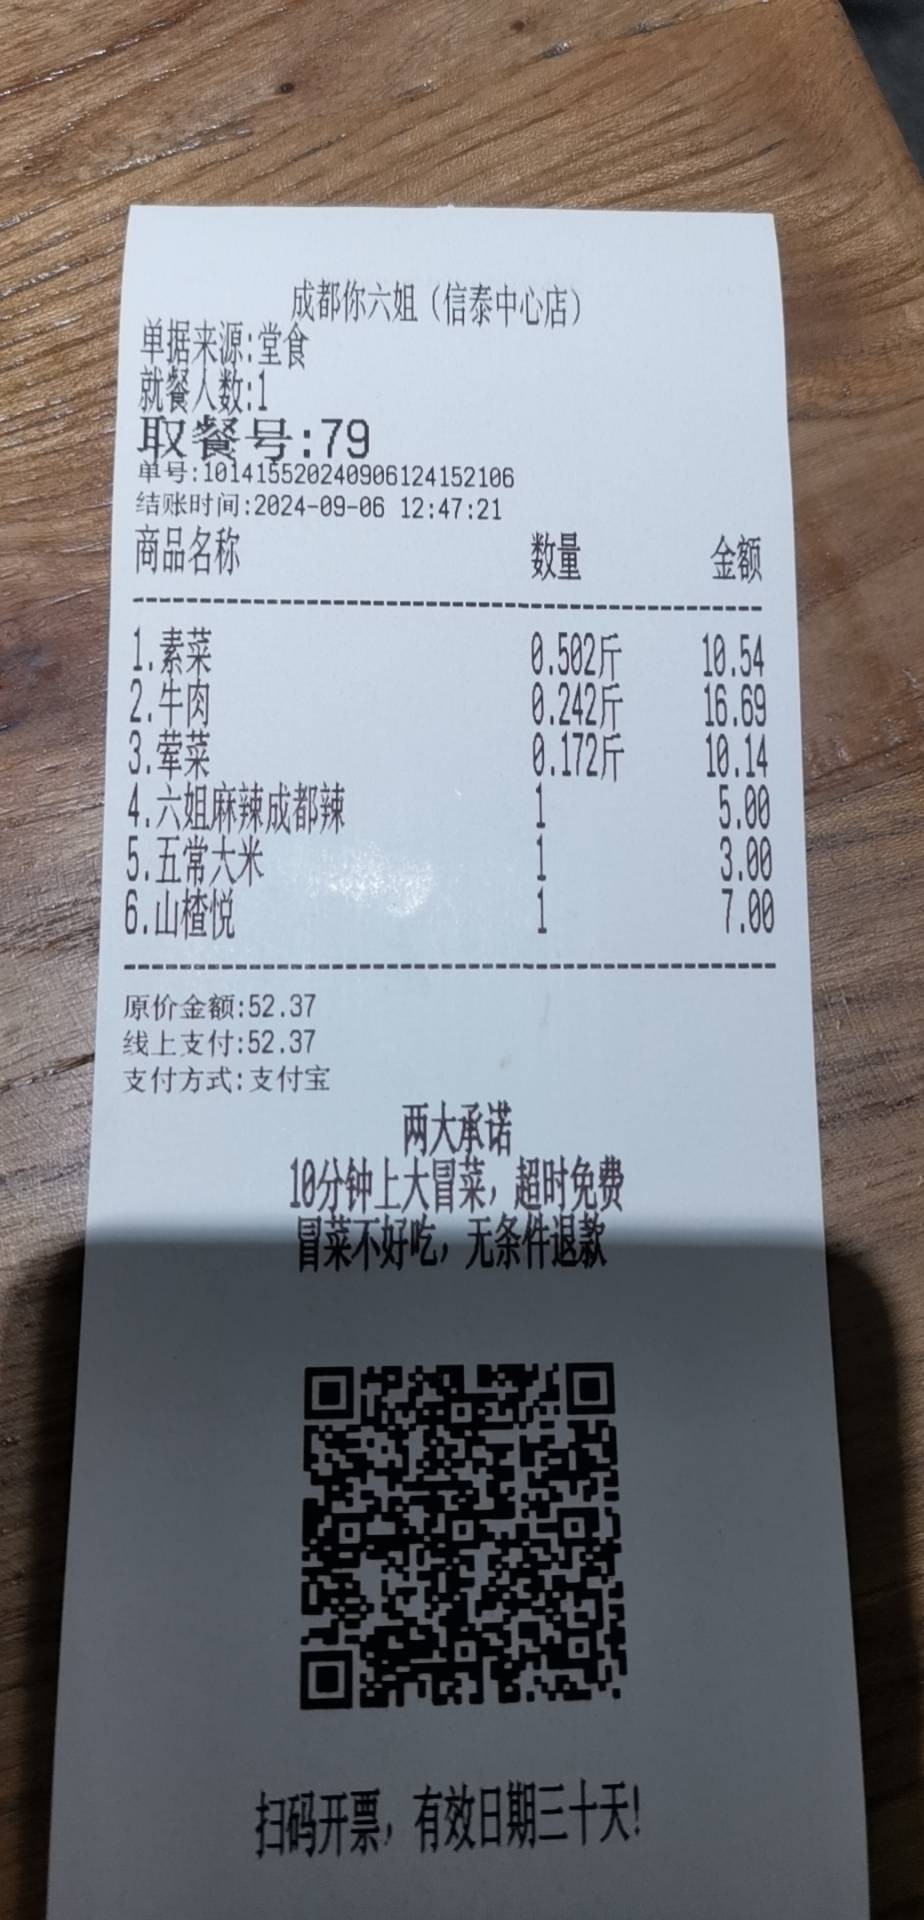 成都你六姐（信泰中心店）
单据来源:堂食
就餐人数:1
取餐号:79
单号:101415520240906124152106
结账时间:2024-09-06 12:47:21
商品名称 数量 金额
1.素菜 0.502斤 10.54
2.牛肉 0.242斤 16.69
3.荤菜 0.172斤 10.14
4.六姐麻辣成都辣 1 5.00
5.五常大米 1 3.00
6.山楂悦 1 7.00
原价金额:52.37
线上支付:52.37
支付方式:支付宝
两大承诺
10分钟上大冒菜，超时免费
冒菜不好吃，无条件退款
扫码开票，有效日期三十天！